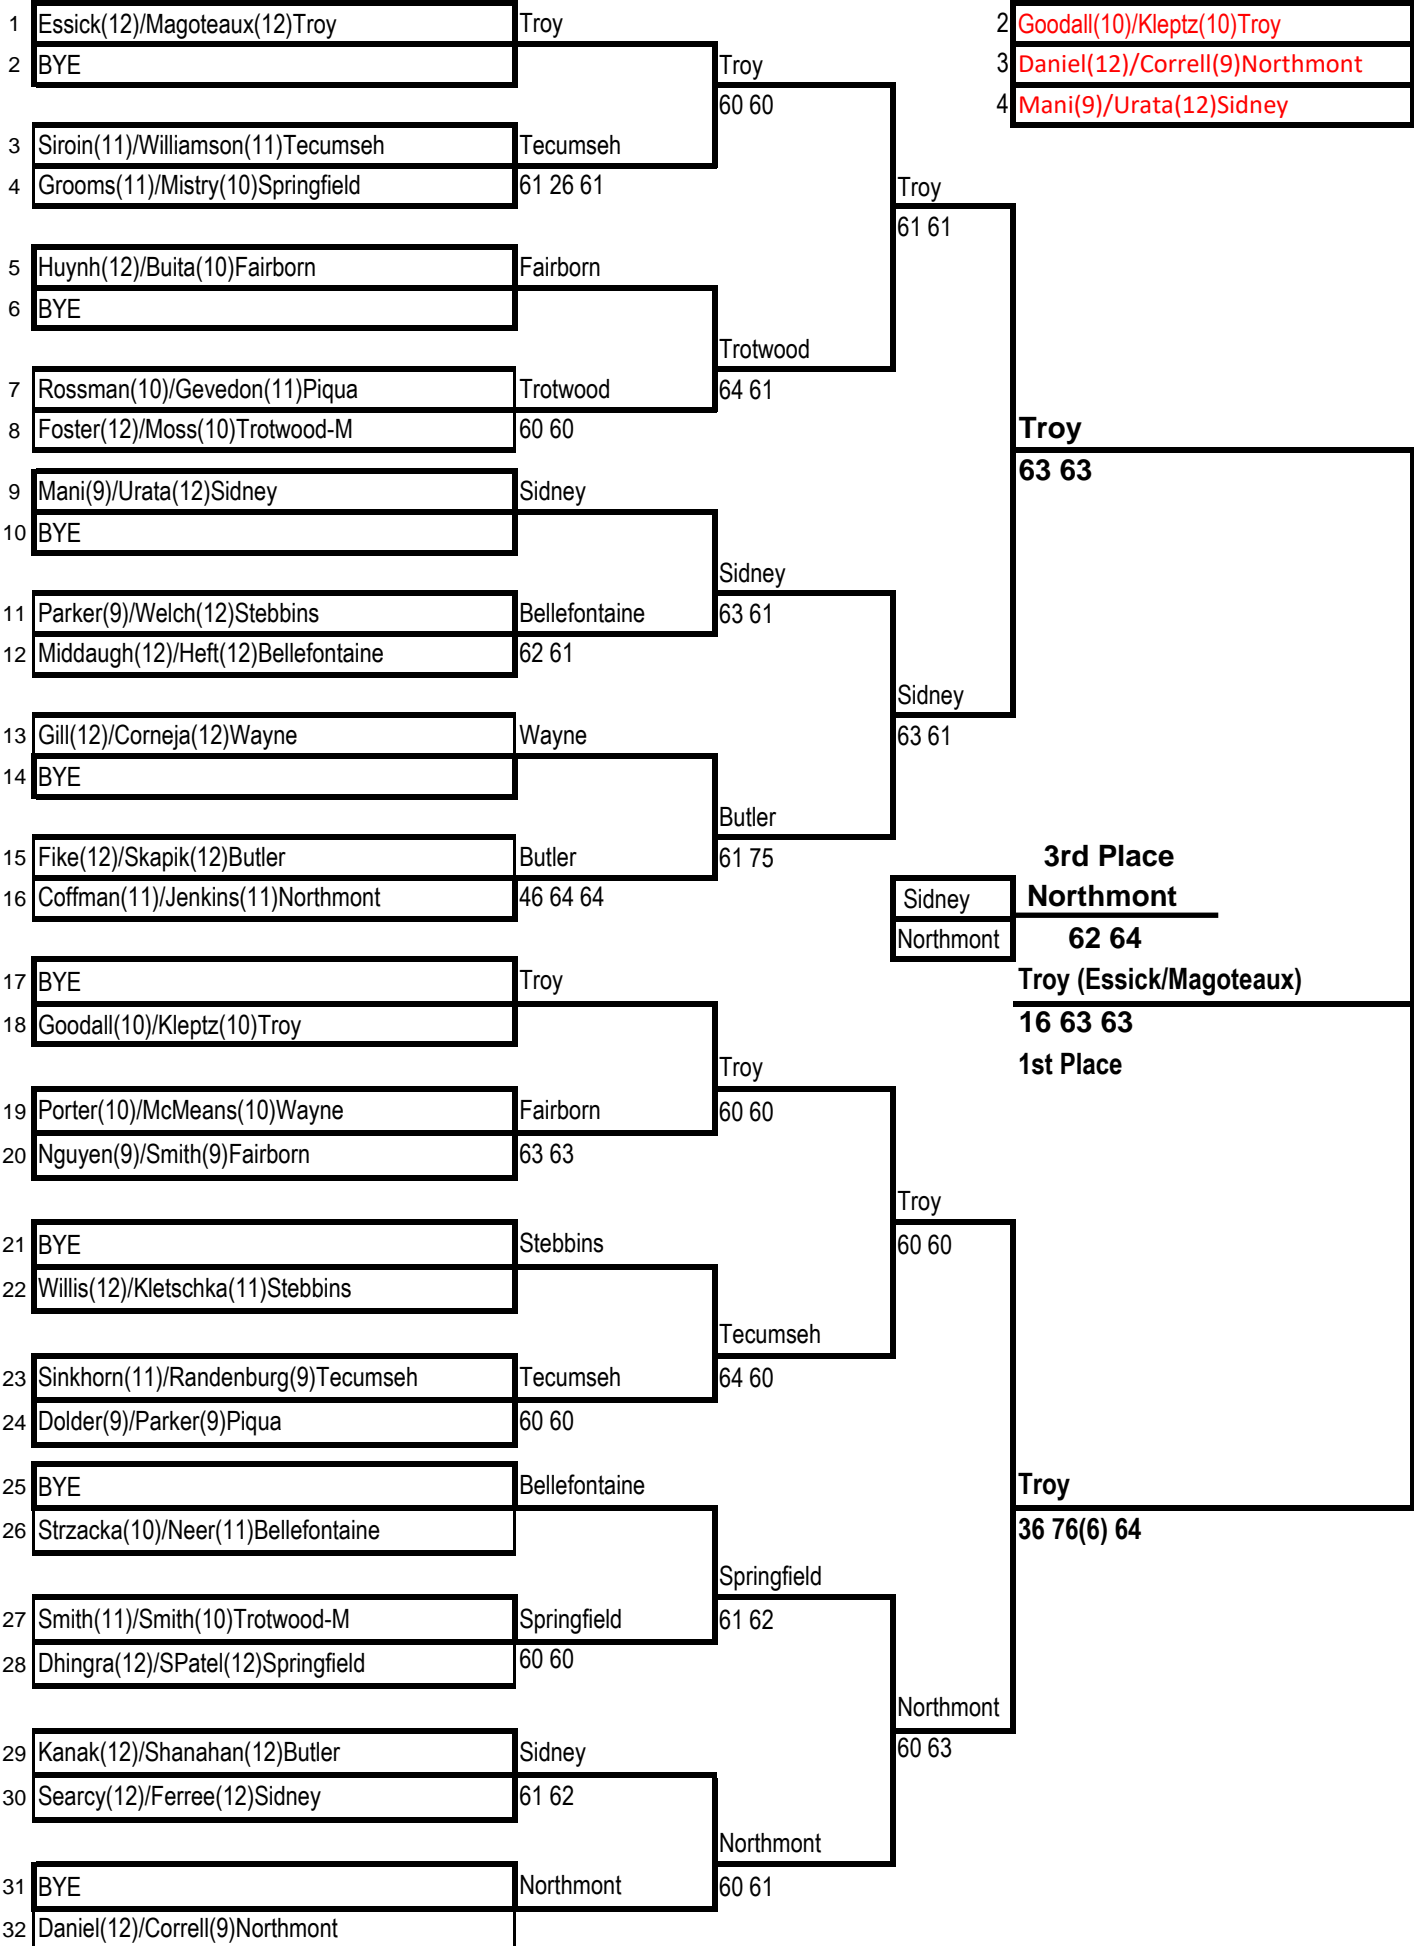 1 Essick(12)/Magoteaux(12)Troy Troy 2 Goodall(10)/Kleptz(10)Troy
2 BYE Troy 3 Daniel(12)/Correll(9)Northmont
60 60 4 Mani(9)/Urata(12)Sidney
3 Siroin(11)/Williamson(11)Tecumseh Tecumseh
4 Grooms(11)/Mistry(10)Springfield 61 26 61 Troy
61 61
5 Huynh(12)/Buita(10)Fairborn Fairborn
6 BYE
Trotwood
7 Rossman(10)/Gevedon(11)Piqua Trotwood 64 61
8 Foster(12)/Moss(10)Trotwood-M 60 60 Troy
63 63
9 Mani(9)/Urata(12)Sidney Sidney
10 BYE
Sidney
11 Parker(9)/Welch(12)Stebbins Bellefontaine 63 61
12 Middaugh(12)/Heft(12)Bellefontaine 62 61
Sidney
13 Gill(12)/Corneja(12)Wayne Wayne 63 61
14 BYE
Butler
15 Fike(12)/Skapik(12)Butler Butler 61 75 3rd Place
16 Coffman(11)/Jenkins(11)Northmont 46 64 64 Sidney Northmont
Northmont 62 64
17 BYE Troy Troy (Essick/Magoteaux)
18 Goodall(10)/Kleptz(10)Troy 16 63 63
Troy 1st Place
19 Porter(10)/McMeans(10)Wayne Fairborn 60 60
20 Nguyen(9)/Smith(9)Fairborn 63 63
Troy
21 BYE Stebbins 60 60
22 Willis(12)/Kletschka(11)Stebbins
Tecumseh
23 Sinkhorn(11)/Randenburg(9)Tecumseh Tecumseh 64 60
24 Dolder(9)/Parker(9)Piqua 60 60
25 BYE Bellefontaine Troy
26 Strzacka(10)/Neer(11)Bellefontaine 36 76(6) 64
Springfield
27 Smith(11)/Smith(10)Trotwood-M Springfield 61 62
28 Dhingra(12)/SPatel(12)Springfield 60 60
Northmont
29 Kanak(12)/Shanahan(12)Butler Sidney 60 63
30 Searcy(12)/Ferree(12)Sidney 61 62
Northmont
31 BYE Northmont 60 61
32 Daniel(12)/Correll(9)Northmont